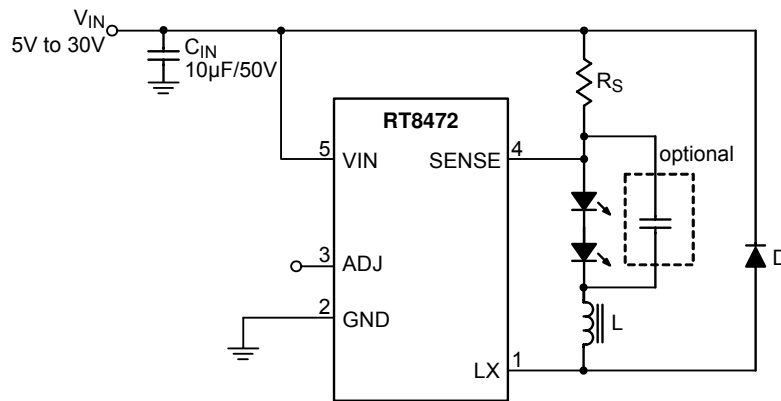 VIN
5V to 30V
CIN
10µF/50V
RS
RT8472
5
VIN
SENSE
4
optional
3
ADJ
2
GND
L
D
LX
1